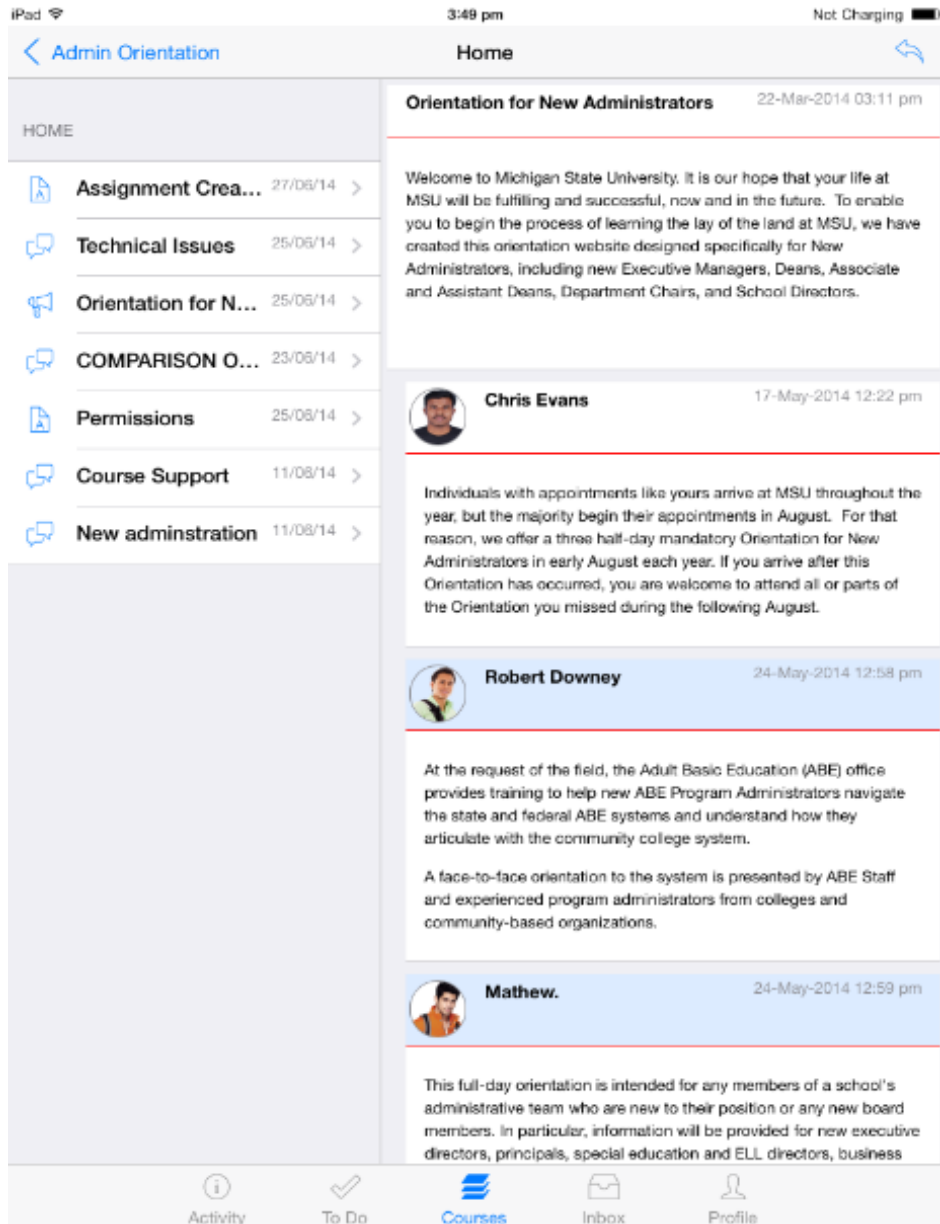 iPad 3:49 pm Not Charging
Admin Orientation Home
HOME
Assignment Crea... 27/06/14
Technical Issues 25/06/14
Orientation for N... 25/06/14
COMPARISON O... 23/06/14
Permissions 25/06/14
Course Support 11/06/14
New adminstration 11/06/14
Orientation for New Administrators 22-Mar-2014 03:11 pm
Welcome to Michigan State University. It is our hope that your life at
MSU will be fulfilling and successful, now and in the future. To enable
you to begin the process of learning the lay of the land at MSU, we have
created this orientation website designed specifically for New
Administrators, including new Executive Managers, Deans, Associate
and Assistant Deans, Department Chairs, and School Directors.
Chris Evans 17-May-2014 12:22 pm
Individuals with appointments like yours arrive at MSU throughout the
year, but the majority begin their appointments in August. For that
reason, we offer a three half-day mandatory Orientation for New
Administrators in early August each year. If you arrive after this
Orientation has occurred, you are welcome to attend all or parts of
the Orientation you missed during the following August.
Robert Downey 24-May-2014 12:58 pm
At the request of the field, the Adult Basic Education (ABE) office
provides training to help new ABE Program Administrators navigate
the state and federal ABE systems and understand how they
articulate with the community college system.
A face-to-face orientation to the system is presented by ABE Staff
and experienced program administrators from colleges and
community-based organizations.
Mathew. 24-May-2014 12:59 pm
This full-day orientation is intended for any members of a school's
administrative team who are new to their position or any new board
members. In particular, information will be provided for new executive
directors, principals, special education and ELL directors, business
Activity To Do Courses Inbox Profile